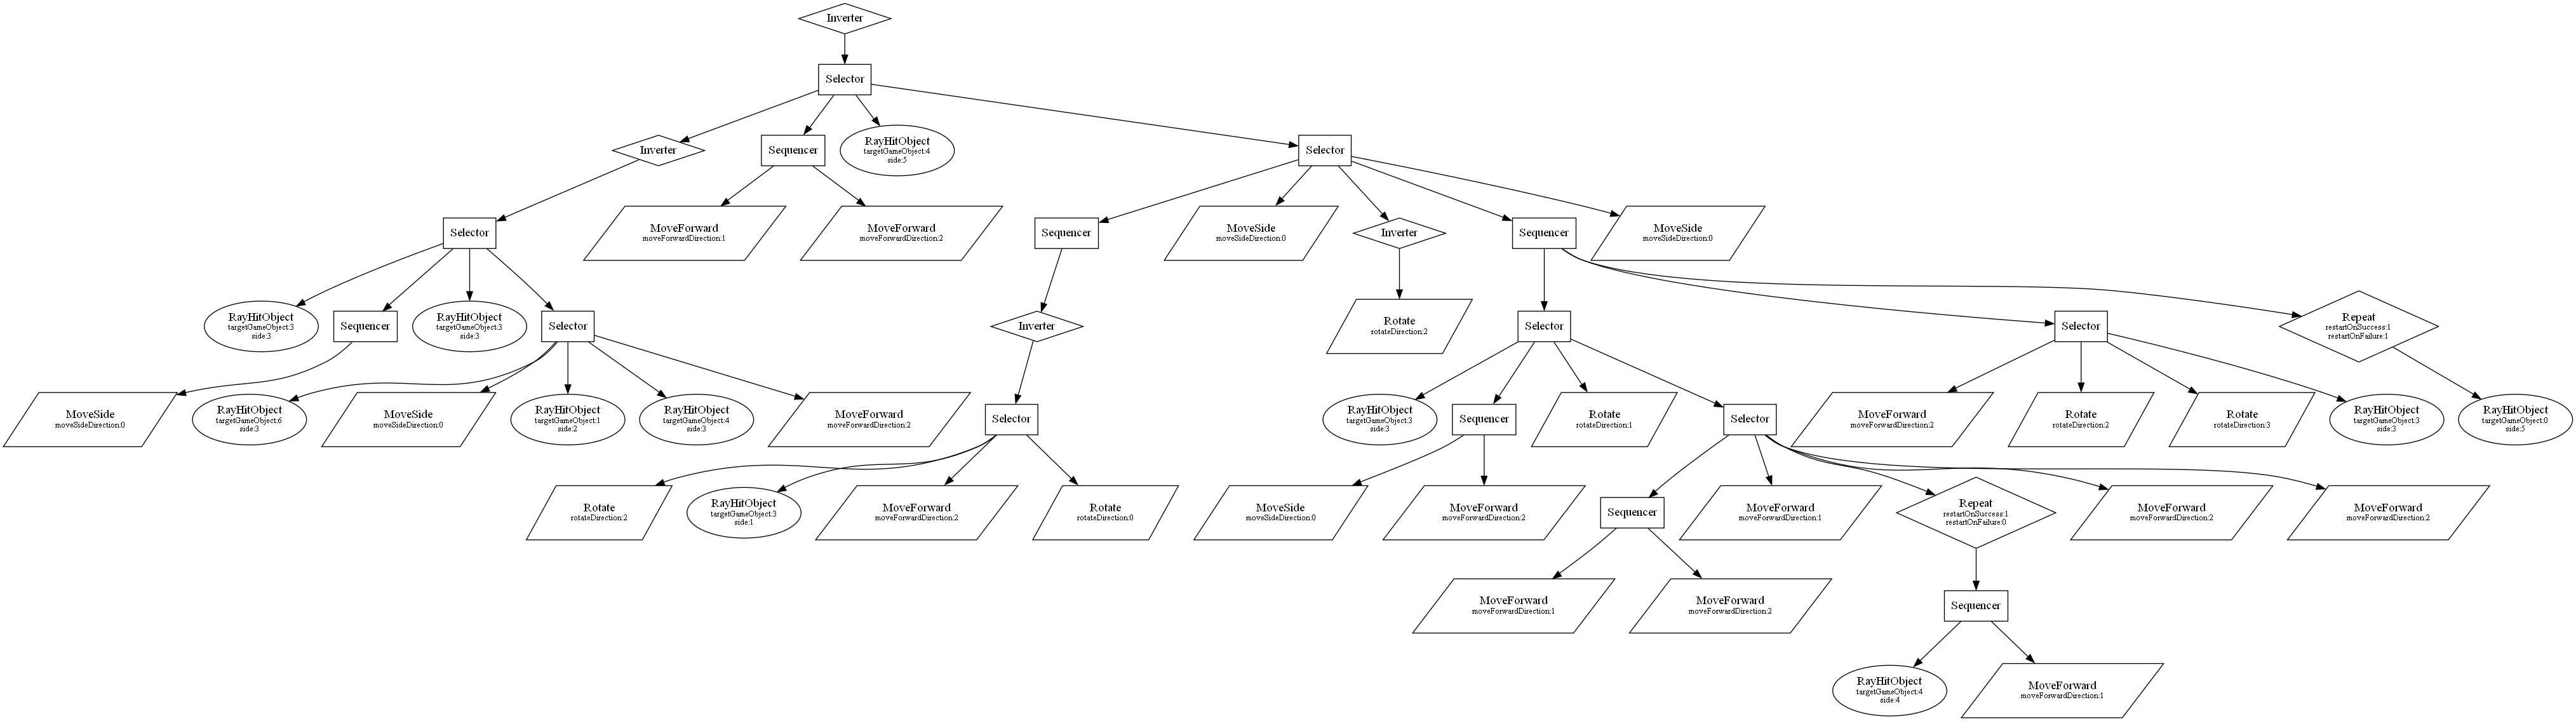 Inverter
Selector
Inverter
Sequencer
RayHitObject
targetGameObject:4
side:5
Selector
Selector
MoveForward
moveForwardDirection:1
MoveForward
moveForwardDirection:2
Sequencer
MoveSide
moveSideDirection:0
Inverter
Sequencer
MoveSide
moveSideDirection:0
RayHitObject
targetGameObject:3
side:3
Sequencer
RayHitObject
targetGameObject:3
side:3
Selector
Inverter
Rotate
rotateDirection:2
Selector
Selector
Repeat
restartOnSuccess:1
restartOnFailure:1
MoveSide
moveSideDirection:0
RayHitObject
targetGameObject:6
side:3
MoveSide
moveSideDirection:0
RayHitObject
targetGameObject:1
side:2
RayHitObject
targetGameObject:4
side:3
MoveForward
moveForwardDirection:2
Selector
RayHitObject
targetGameObject:3
side:3
Sequencer
Rotate
rotateDirection:1
Selector
MoveForward
moveForwardDirection:2
Rotate
rotateDirection:2
Rotate
rotateDirection:3
RayHitObject
targetGameObject:3
side:3
RayHitObject
targetGameObject:0
side:5
Rotate
rotateDirection:2
RayHitObject
targetGameObject:3
side:1
MoveForward
moveForwardDirection:2
Rotate
rotateDirection:0
MoveSide
moveSideDirection:0
MoveForward
moveForwardDirection:2
Sequencer
MoveForward
moveForwardDirection:1
Repeat
restartOnSuccess:1
restartOnFailure:0
MoveForward
moveForwardDirection:2
MoveForward
moveForwardDirection:2
MoveForward
moveForwardDirection:1
MoveForward
moveForwardDirection:2
Sequencer
RayHitObject
targetGameObject:4
side:4
MoveForward
moveForwardDirection:1